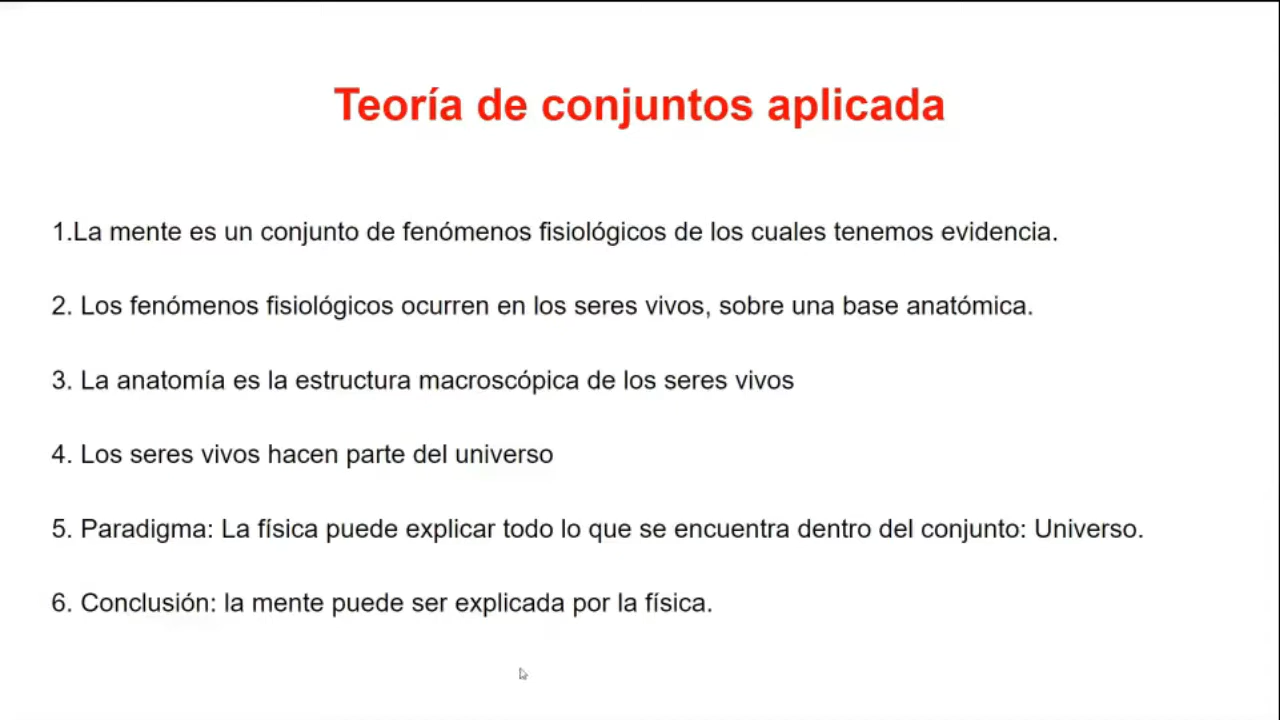 Teoría de conjuntos aplicada
1.La mente es un conjunto de fenómenos fisiológicos de los cuales tenemos evidencia.
2. Los fenómenos fisiológicos ocurren en los seres vivos, sobre una base anatómica.
3. La anatomía es la estructura macroscópica de los seres vivos
4. Los seres vivos hacen parte del universo
5. Paradigma: La física puede explicar todo lo que se encuentra dentro del conjunto: Universo.
6. Conclusión: la mente puede ser explicada por la física.